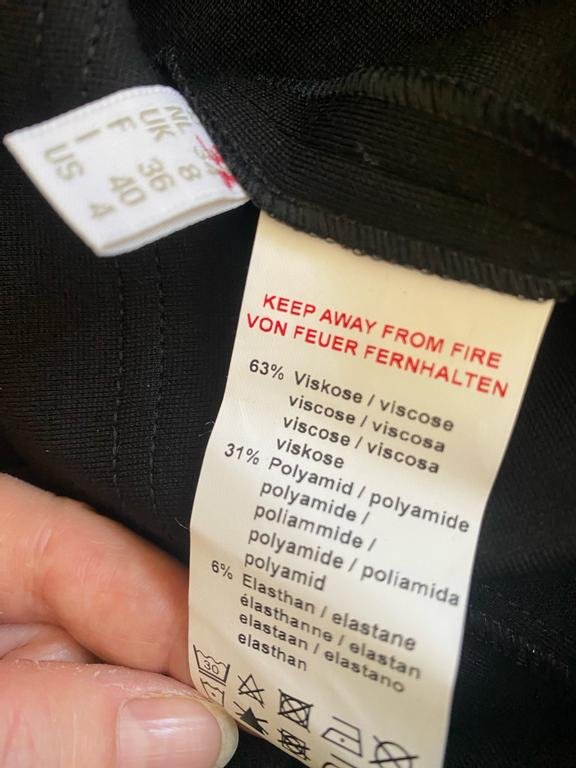 NL
UK 8
F 36
I 40
US 4
KEEP AWAY FROM FIRE
VON FEUER FERNHALTEN
63% Viskose / viscose
viscose / viscosa
viscose / viscosa
viskose
31% Polyamid / polyamide
polyamide /
poliammide /
polyamide / poliamida
polyamid
6% Elasthan / elastane
élasthanne / elastan
elastaan / elastano
elasthan
30